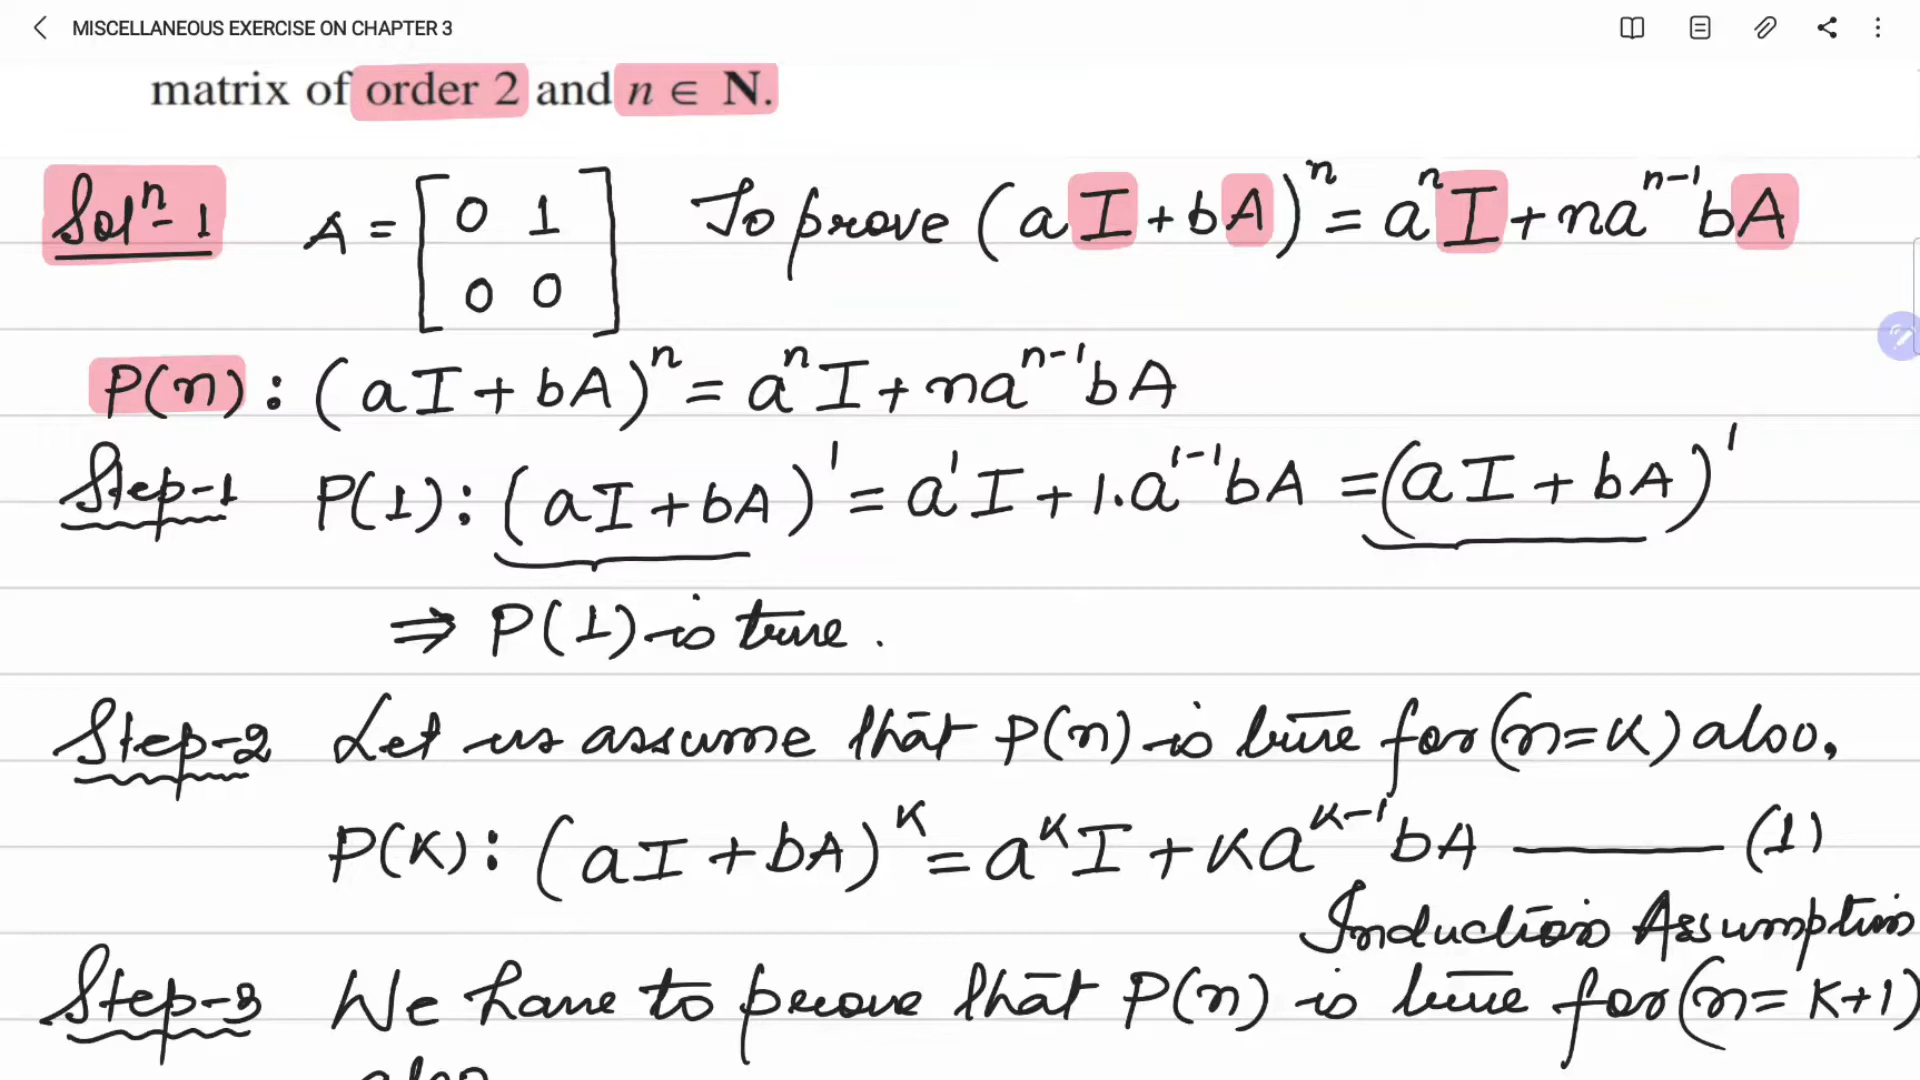 MISCELLANEOUS EXERCISE ON CHAPTER 3
matrix of order 2 and n ∈ N.
Solⁿ-1 A = [0 1; 0 0] To prove (aI+bA)ⁿ = aⁿI+naⁿ⁻¹bA
P(n) : (aI+bA)ⁿ = aⁿI+naⁿ⁻¹bA
Step-1 P(1): (aI+bA)¹ = a¹I+1.a¹⁻¹bA = (aI+bA)¹
⇒ P(1) is true.
Step-2 Let us assume that P(n) is true for (n=K) also,
P(K): (aI+bA)ᴷ = aᴷI+Kaᴷ⁻¹bA ——— (1)
Induction Assumption
Step-3 We have to prove that P(n) is true for (n= K+1)
also